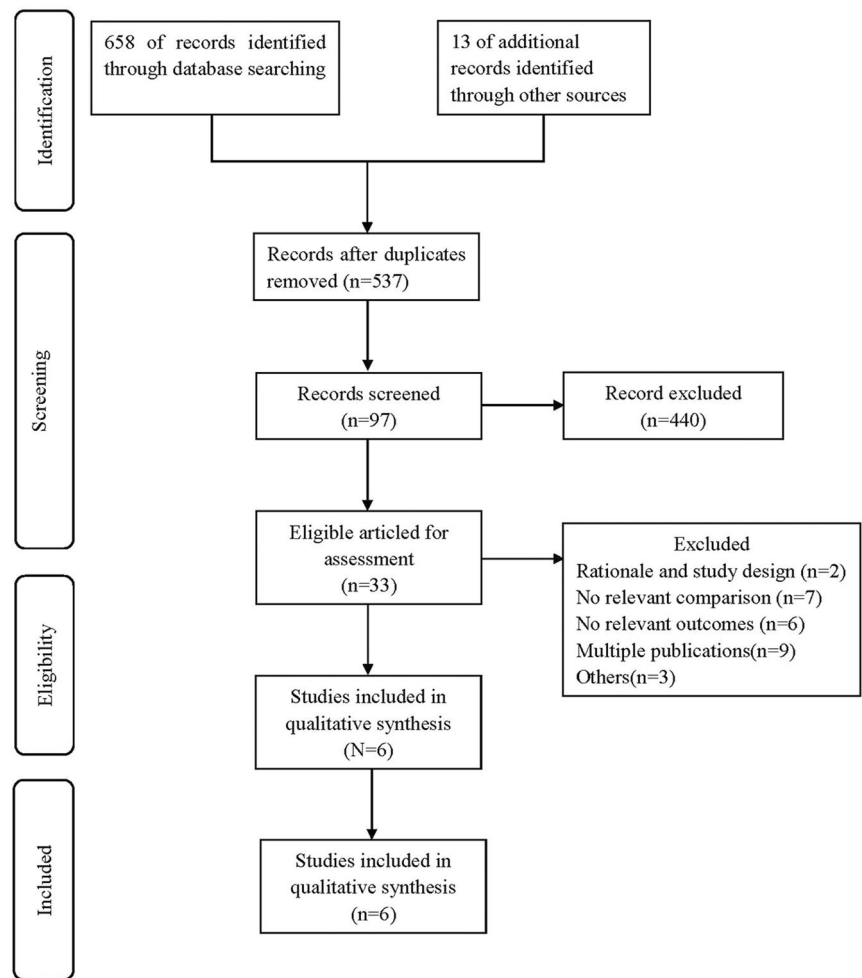 Identification
658 of records identified
through database searching
13 of additional
records identified
through other sources
Screening
Records after duplicates
removed (n=537)
Records screened
(n=97)
Record excluded
(n=440)
Eligible articled for
assessment
(n=33)
Excluded
Rationale and study design (n=2)
No relevant comparison (n=7)
No relevant outcomes (n=6)
Multiple publications(n=9)
Others(n=3)
Eligibility
Studies included in
qualitative synthesis
(N=6)
Included
Studies included in
qualitative synthesis
(n=6)